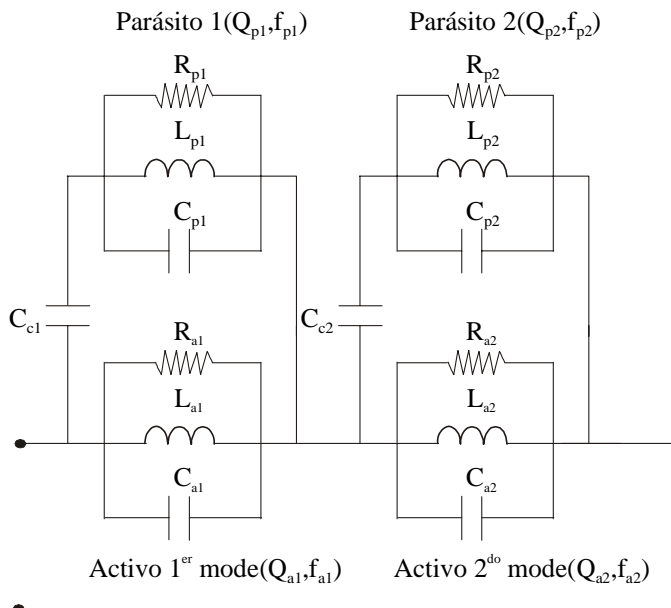 Parásito 1(Qp1,fp1) Parásito 2(Qp2,fp2)
Rp1 Rp2
Lp1 Lp2
Cp1 Cp2
Cc1 Cc2
Ra1 Ra2
La1 La2
Ca1 Ca2
Activo 1er mode(Qa1,fa1) Activo 2do mode(Qa2,fa2)